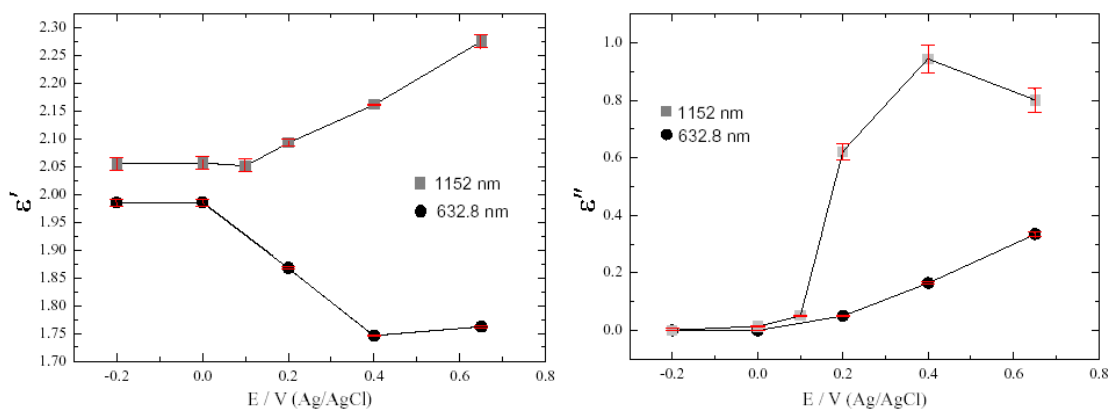 2.30
2.25
2.20
2.15
2.10
2.05
2.00
1.95
1.90
1.85
1.80
1.75
1.70
ε′
-0.2 0.0 0.2 0.4 0.6 0.8
E / V (Ag/AgCl)
1152 nm
632.8 nm
1.0
0.8
0.6
0.4
0.2
0.0
ε″
-0.2 0.0 0.2 0.4 0.6 0.8
E / V (Ag/AgCl)
1152 nm
632.8 nm